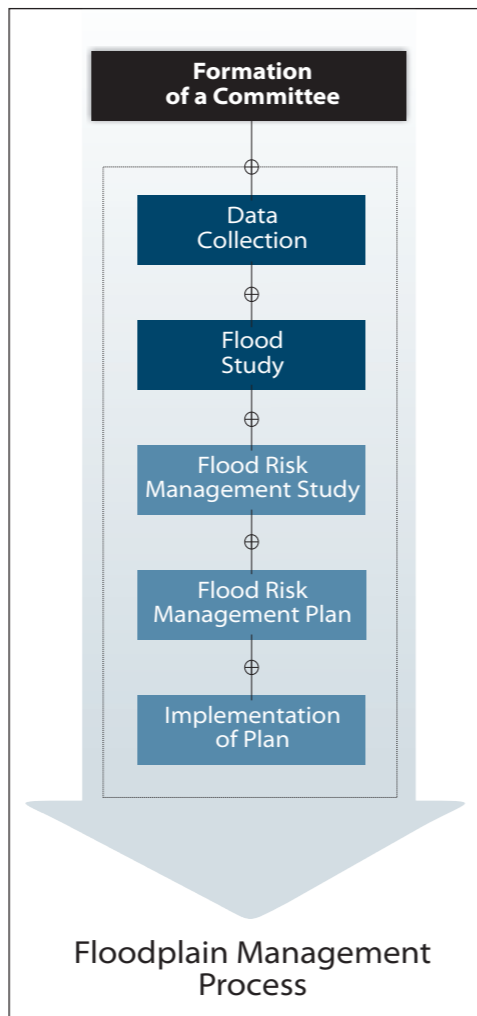 Formation
of a Committee
Data
Collection
Flood
Study
Flood Risk
Management Study
Flood Risk
Management Plan
Implementation
of Plan
Floodplain Management
Process